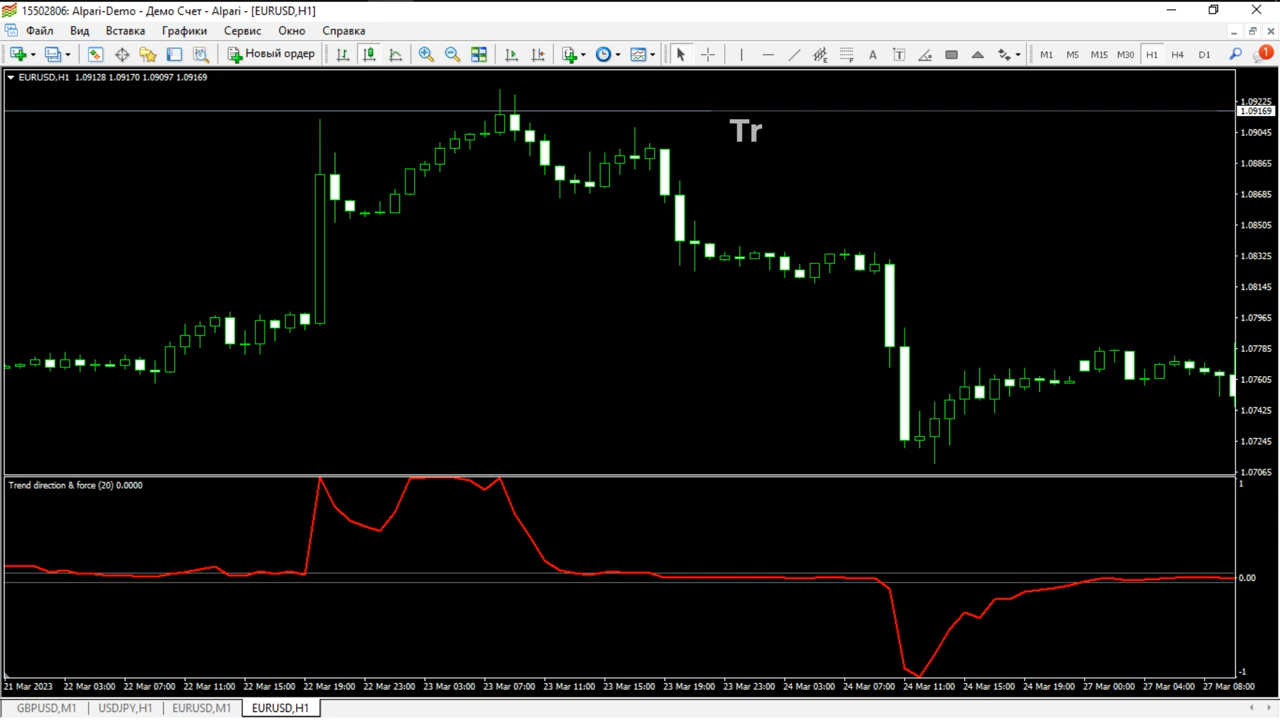 15502806: Alpari-Demo - Демо Счет - Alpari - [EURUSD,H1]
Файл Вид Вставка Графики Сервис Окно Справка
Новый ордер A T M1 M5 M15 M30 H1 H4 D1 1
EURUSD,H1 1.09128 1.09170 1.09097 1.09169
Tr
1.09225
1.09169
1.09045
1.08865
1.08685
1.08505
1.08325
1.08145
1.07965
1.07785
1.07605
1.07425
1.07245
1.07065
Trend direction & force (20) 0.0000
1
0.00
-1
21 Mar 2023 22 Mar 03:00 22 Mar 07:00 22 Mar 11:00 22 Mar 15:00 22 Mar 19:00 22 Mar 23:00 23 Mar 03:00 23 Mar 07:00 23 Mar 11:00 23 Mar 15:00 23 Mar 19:00 23 Mar 23:00 24 Mar 03:00 24 Mar 07:00 24 Mar 11:00 24 Mar 15:00 24 Mar 19:00 27 Mar 00:00 27 Mar 04:00 27 Mar 08:00
GBPUSD,M1 USDJPY,H1 EURUSD,M1 EURUSD,H1